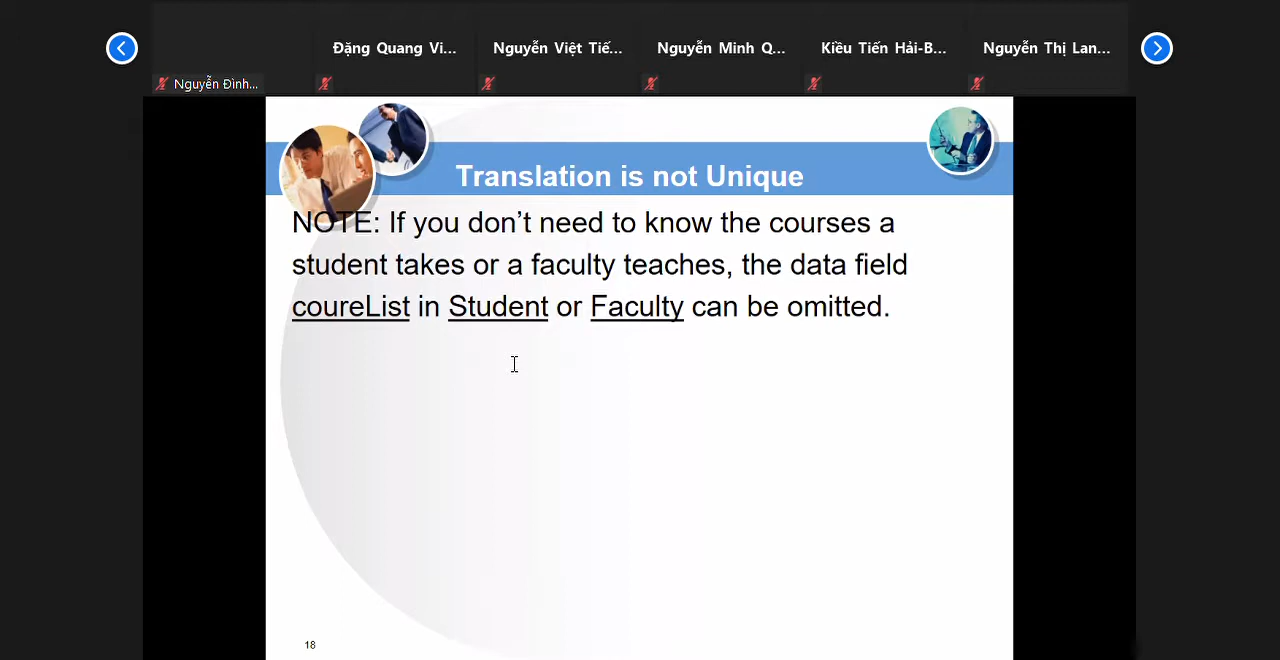 Đặng Quang Vi...
Nguyễn Việt Tiế...
Nguyễn Minh Q...
Kiều Tiến Hải-B...
Nguyễn Thị Lan...
Nguyễn Đình...
Translation is not Unique
NOTE: If you don’t need to know the courses a
student takes or a faculty teaches, the data field
coureList in Student or Faculty can be omitted.
18